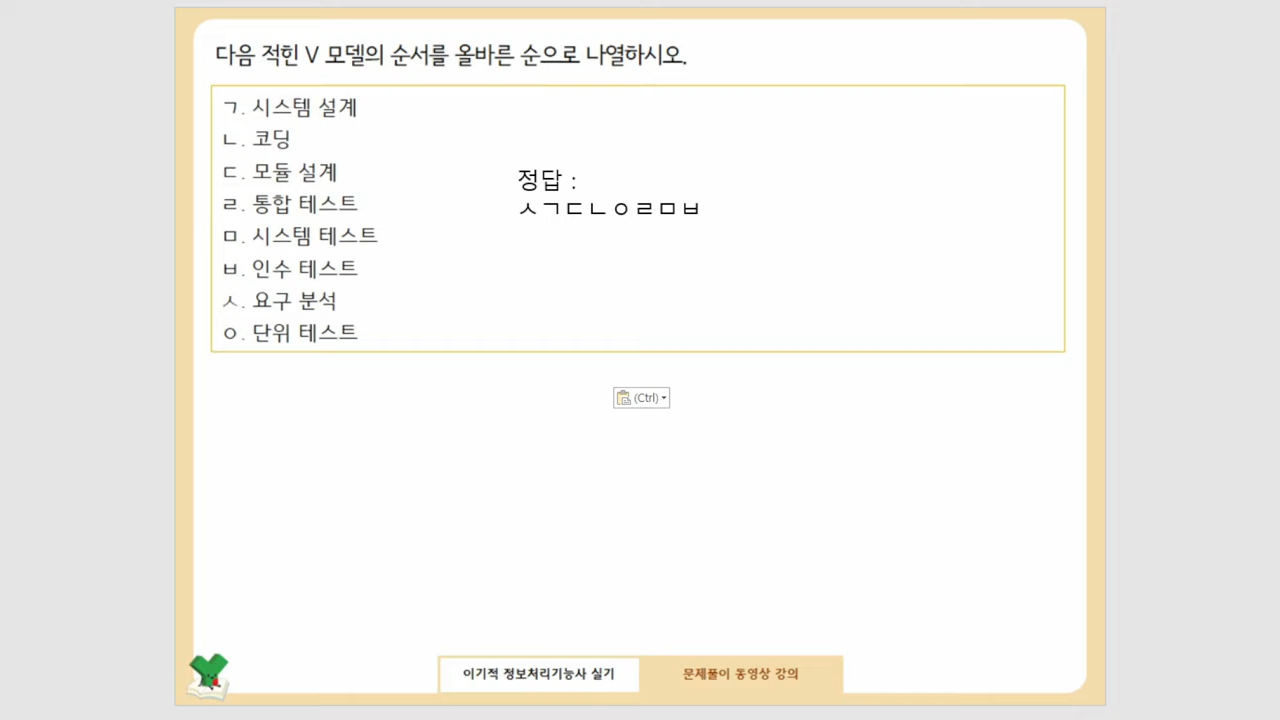 다음 적힌 V 모델의 순서를 올바른 순으로 나열하시오.
ㄱ. 시스템 설계
ㄴ. 코딩
ㄷ. 모듈 설계
ㄹ. 통합 테스트
ㅁ. 시스템 테스트
ㅂ. 인수 테스트
ㅅ. 요구 분석
ㅇ. 단위 테스트
정답 :
ㅅㄱㄷㄴㅇㄹㅁㅂ
(Ctrl)
이기적 정보처리기능사 실기
문제풀이 동영상 강의